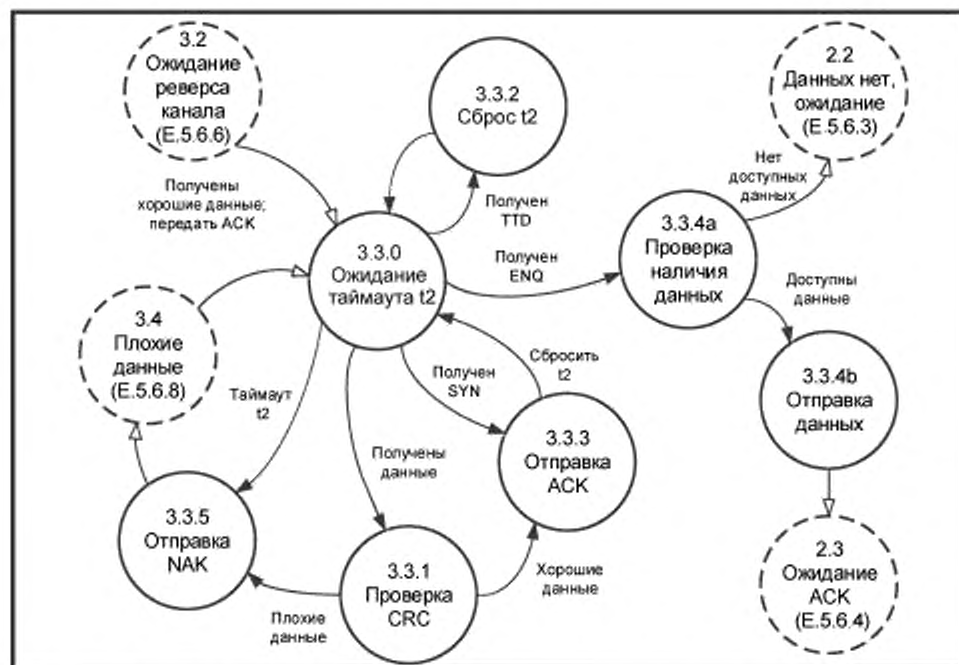 3.2
Ожидание
реверса
канала
(E.5.6.6)
3.3.2
Сброс t2
2.2
Данных нет,
ожидание
(E.5.6.3)
Получены
хорошие данные;
передать ACK
Получен
TTD
Нет
доступных
данных
3.3.0
Ожидание
таймаута t2
Получен
ENQ
3.3.4a
Проверка
наличия
данных
Доступны
данные
3.4
Плохие
данные
(E.5.6.8)
Таймаут
t2
Получен
SYN
Сбросить
t2
3.3.4b
Отправка
данных
Получены
данные
3.3.3
Отправка
ACK
3.3.5
Отправка
NAK
3.3.1
Проверка
CRC
Хорошие
данные
Плохие
данные
2.3
Ожидание
ACK
(E.5.6.4)